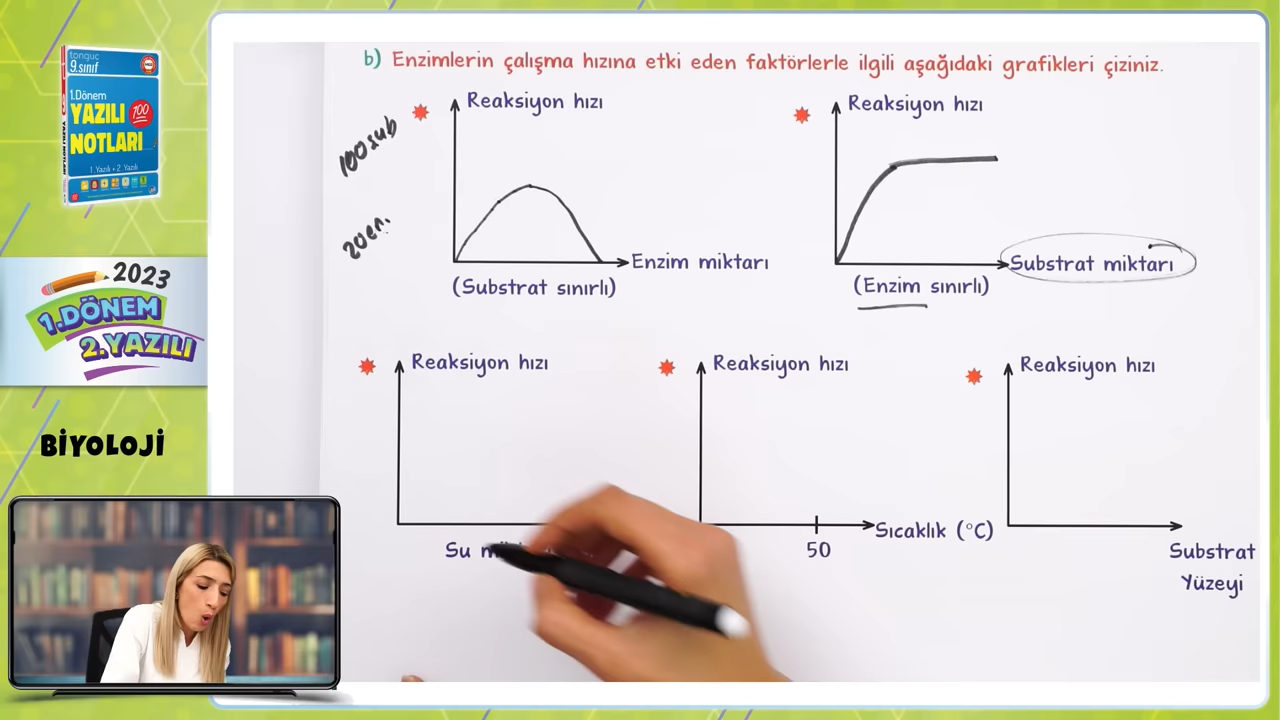 tonguç
9.sınıf
1.Dönem
YAZILI
100
NOTLARI
1.Yazılı • 2.Yazılı
YAZILI NOTLARI
2023
1.DÖNEM
2.YAZILI
BİYOLOJİ
b) Enzimlerin çalışma hızına etki eden faktörlerle ilgili aşağıdaki grafikleri çiziniz.
100 sub
20 en.
Reaksiyon hızı
Enzim miktarı
(Substrat sınırlı)
Reaksiyon hızı
Substrat miktarı
(Enzim sınırlı)
Reaksiyon hızı
Su
Reaksiyon hızı
50
Sıcaklık (°C)
Reaksiyon hızı
Substrat
Yüzeyi